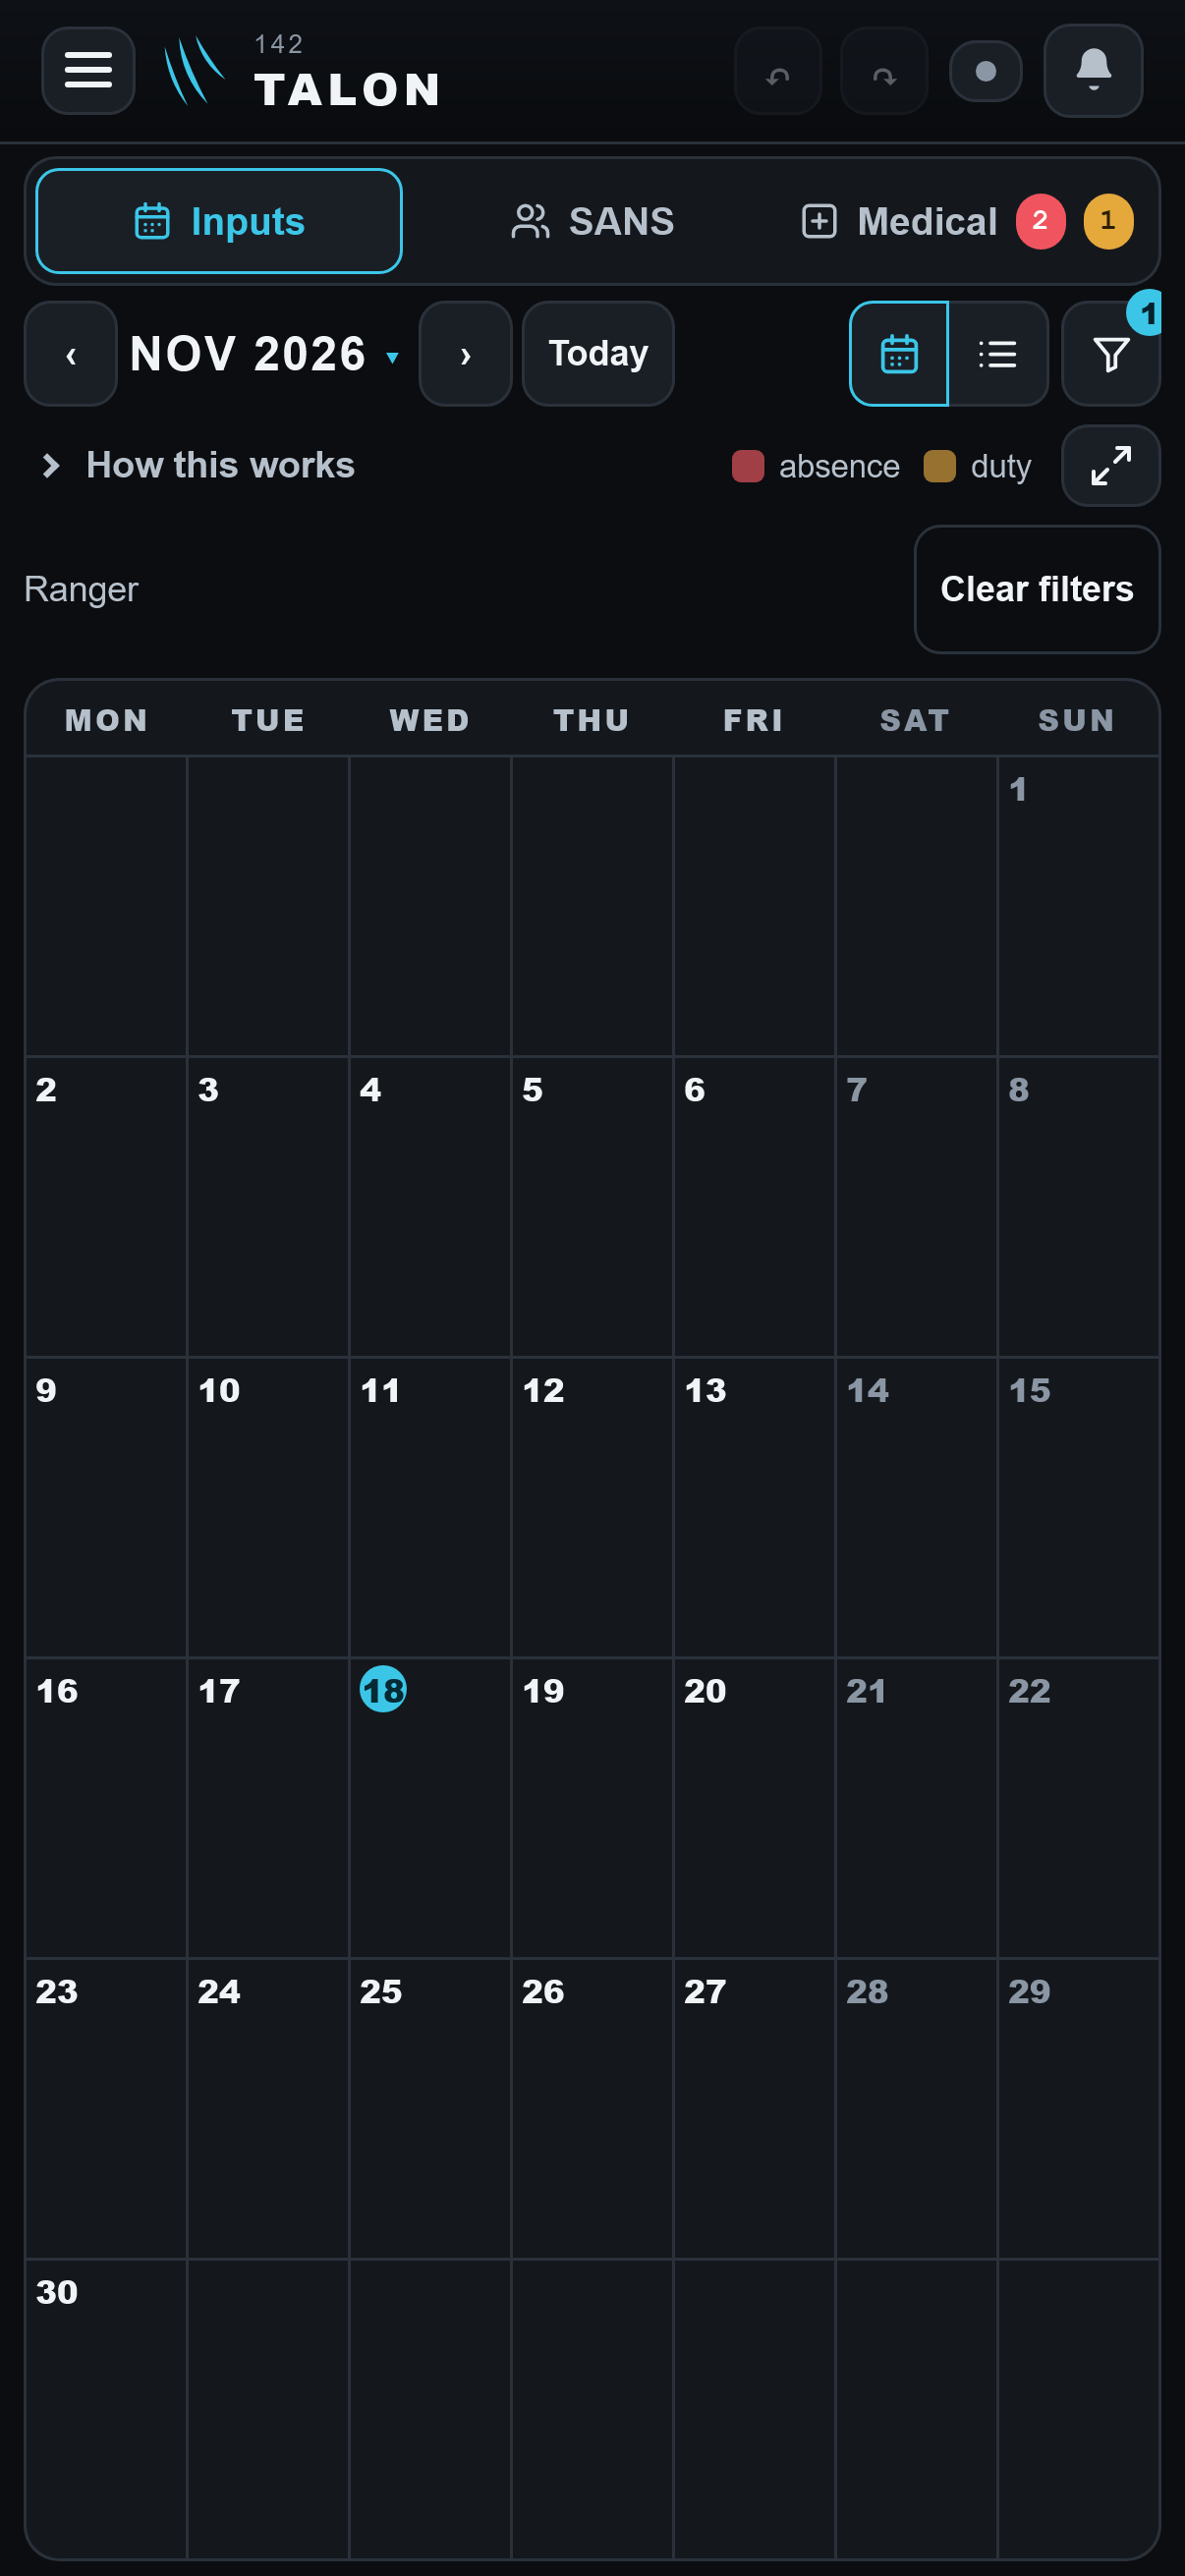 142
TALON
Inputs SANS Medical 2 1
‹ NOV 2026 ▾ › Today 1
How this works absence duty
Ranger Clear filters
MON TUE WED THU FRI SAT SUN
1
2 3 4 5 6 7 8
9 10 11 12 13 14 15
16 17 18 19 20 21 22
23 24 25 26 27 28 29
30